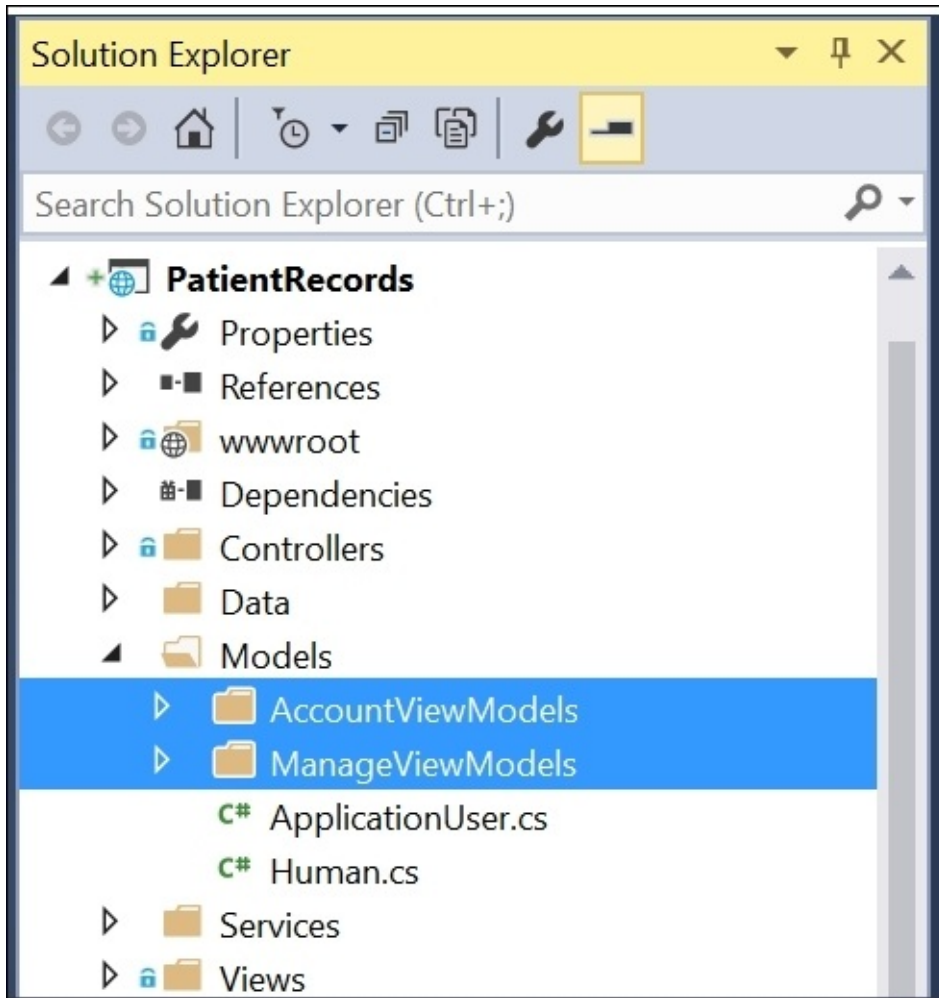 Solution Explorer
Search Solution Explorer (Ctrl+;)
PatientRecords
Properties
References
wwwroot
Dependencies
Controllers
Data
Models
AccountViewModels
ManageViewModels
C# ApplicationUser.cs
C# Human.cs
Services
Views